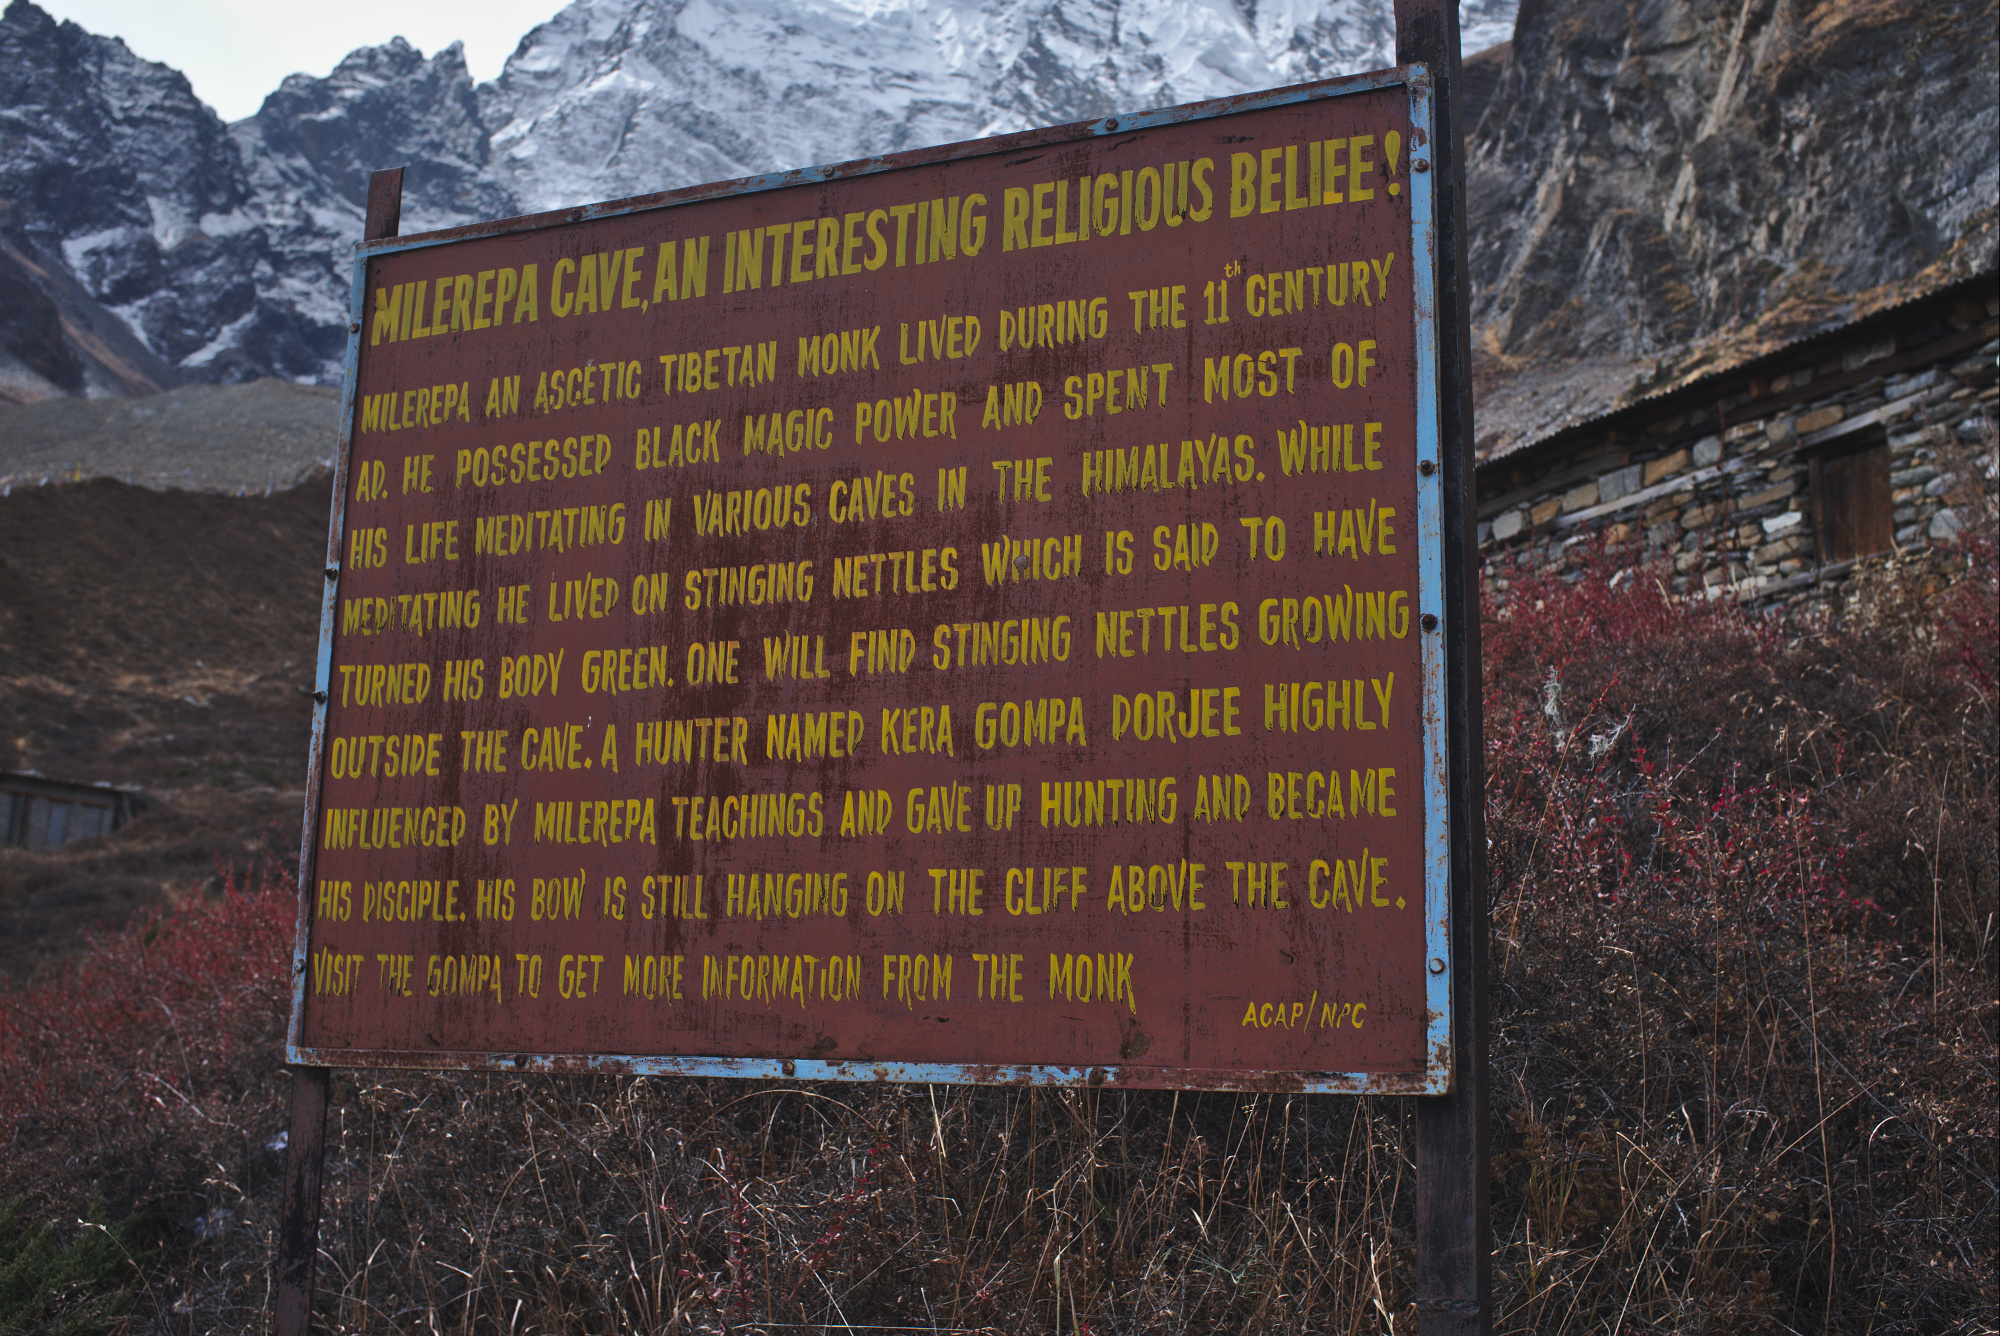 MILEREPA CAVE, AN INTERESTING RELIGIOUS BELIEE!
MILEREPA AN ASCETIC TIBETAN MONK LIVED DURING THE 11th CENTURY
AD. HE POSSESSED BLACK MAGIC POWER AND SPENT MOST OF
HIS LIFE MEDITATING IN VARIOUS CAVES IN THE HIMALAYAS. WHILE
MEDITATING HE LIVED ON STINGING NETTLES WHICH IS SAID TO HAVE
TURNED HIS BODY GREEN. ONE WILL FIND STINGING NETTLES GROWING
OUTSIDE THE CAVE. A HUNTER NAMED KERA GOMPA DORJEE HIGHLY
INFLUENCED BY MILEREPA TEACHINGS AND GAVE UP HUNTING AND BECAME
HIS DISCIPLE. HIS BOW IS STILL HANGING ON THE CLIFF ABOVE THE CAVE.
VISIT THE GOMPA TO GET MORE INFORMATION FROM THE MONK
ACAP/NPC